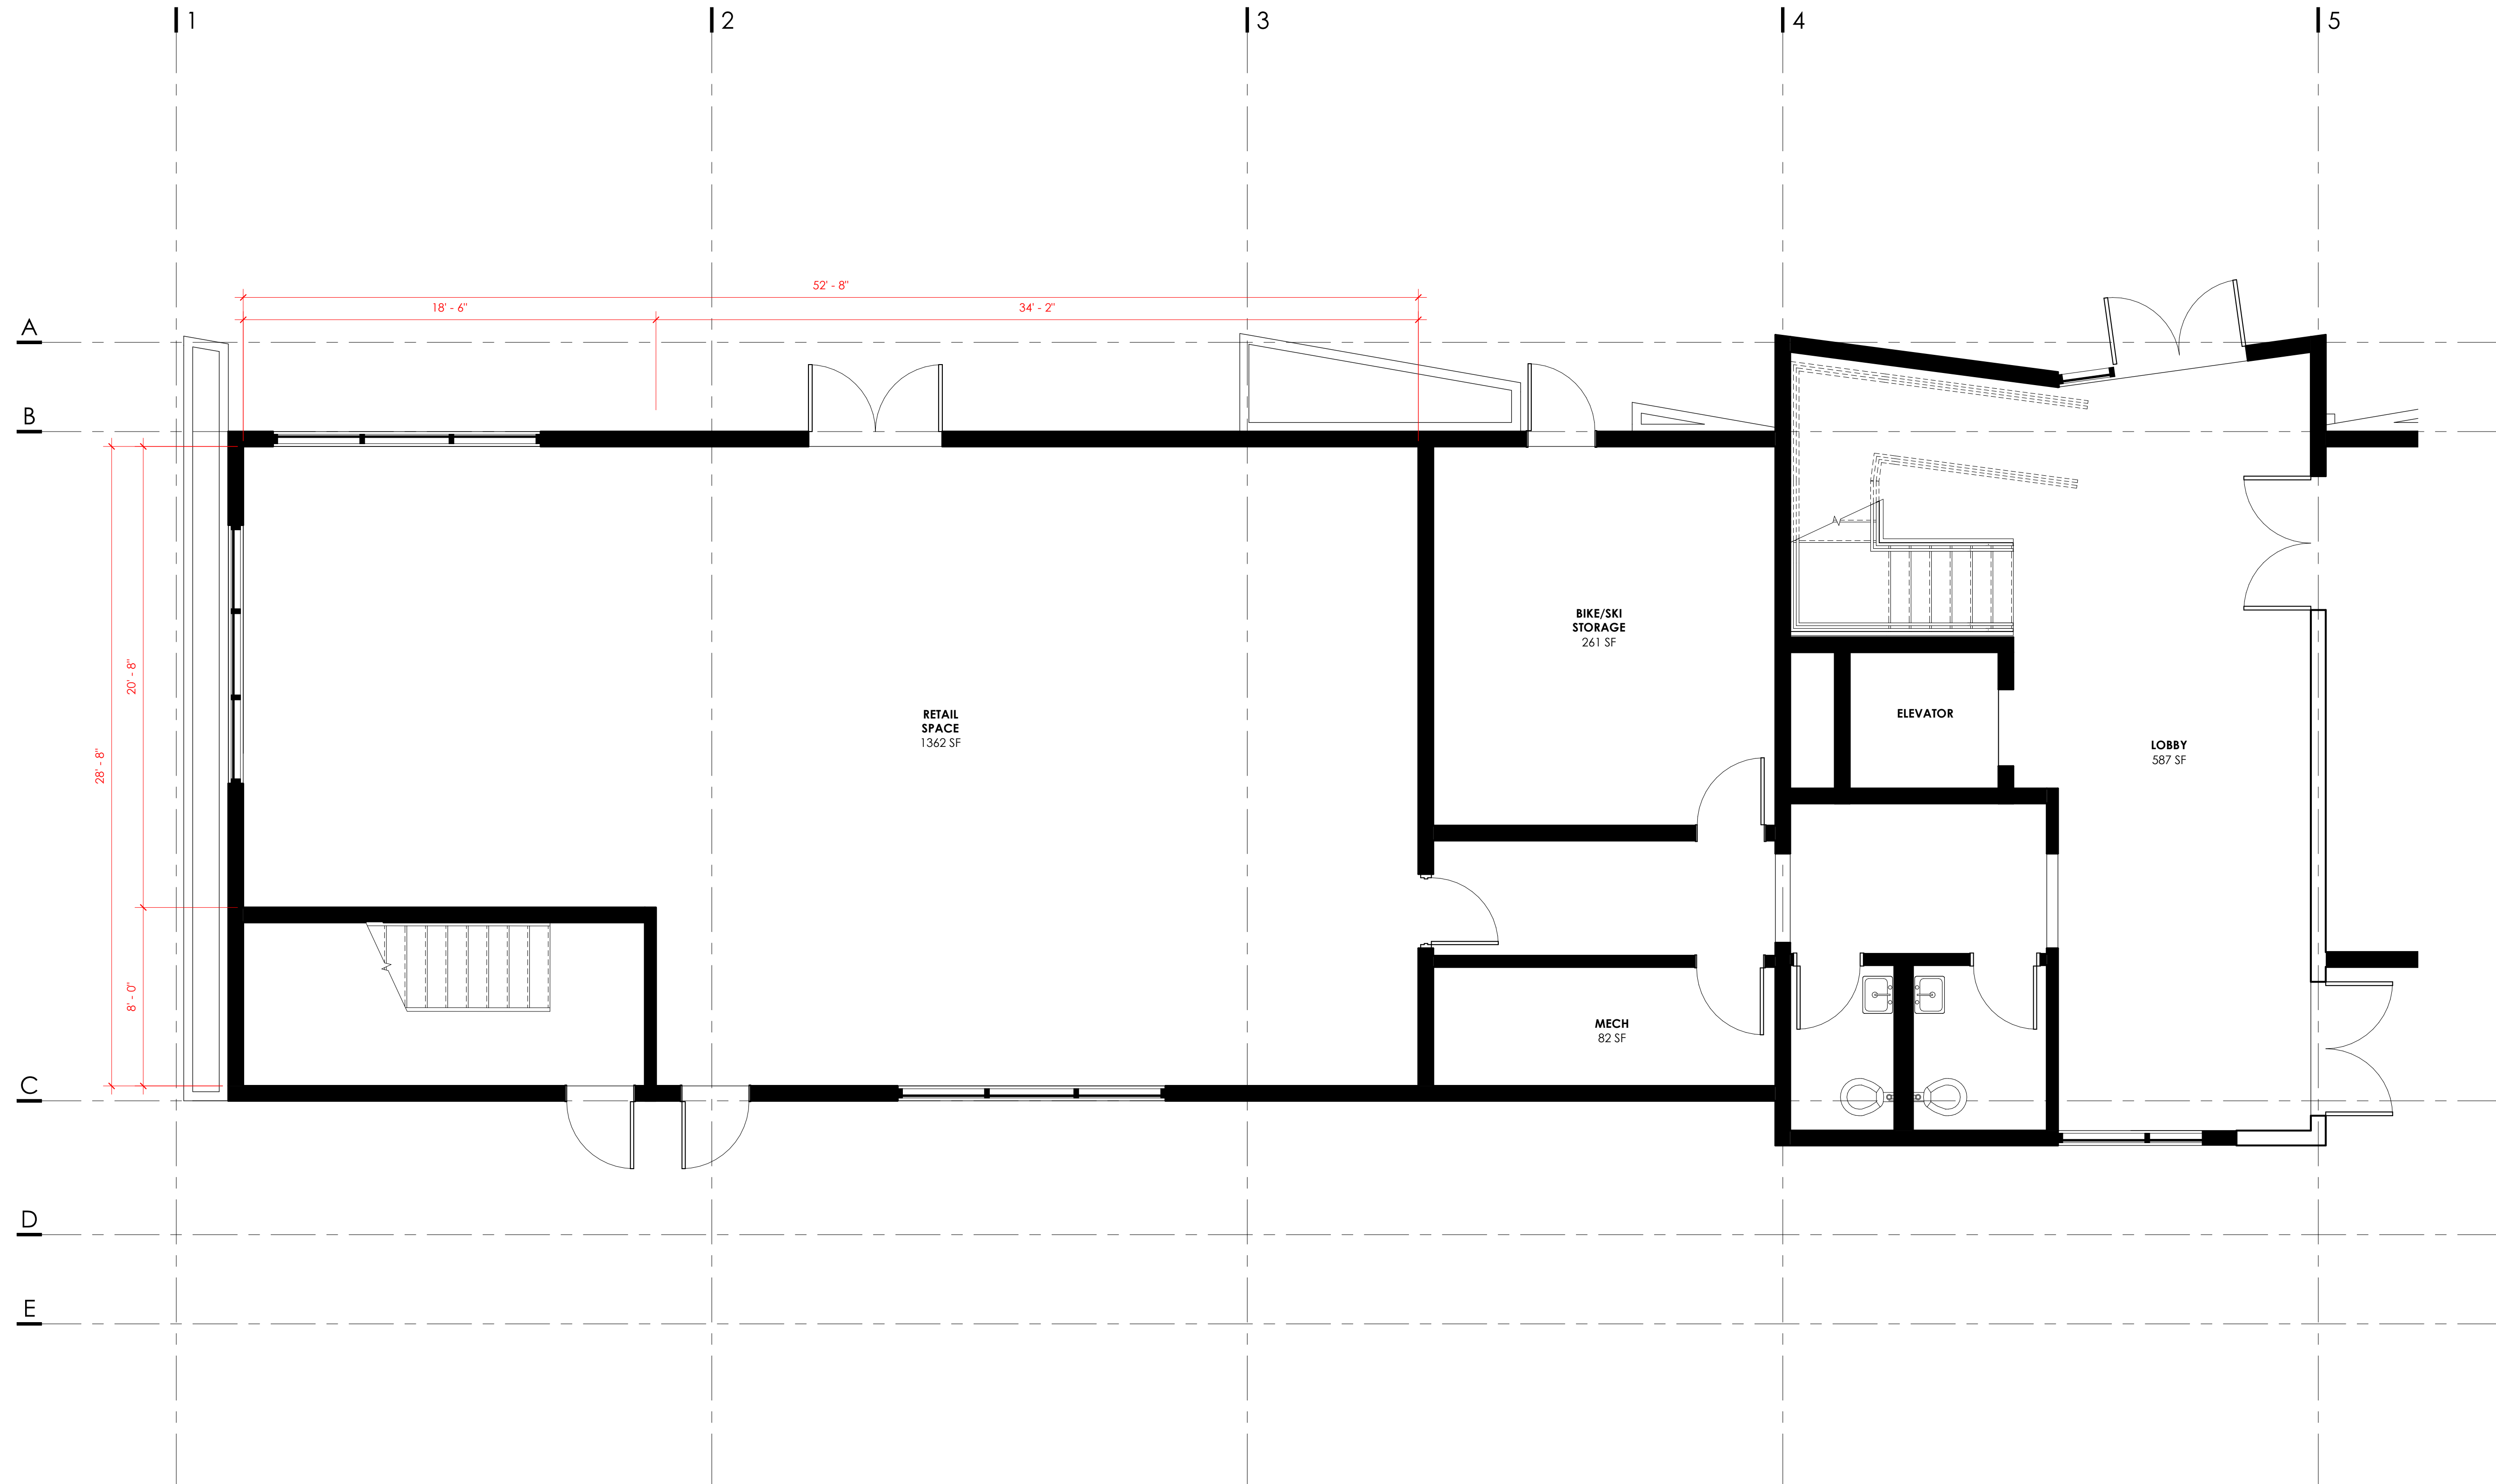 1
2
3
4
5
52' - 8"
18' - 6"
34' - 2"
A
B
C
D
E
20' - 8"
28' - 8"
8' - 0"
RETAIL
SPACE
1362 SF
BIKE/SKI
STORAGE
261 SF
ELEVATOR
LOBBY
587 SF
MECH
82 SF